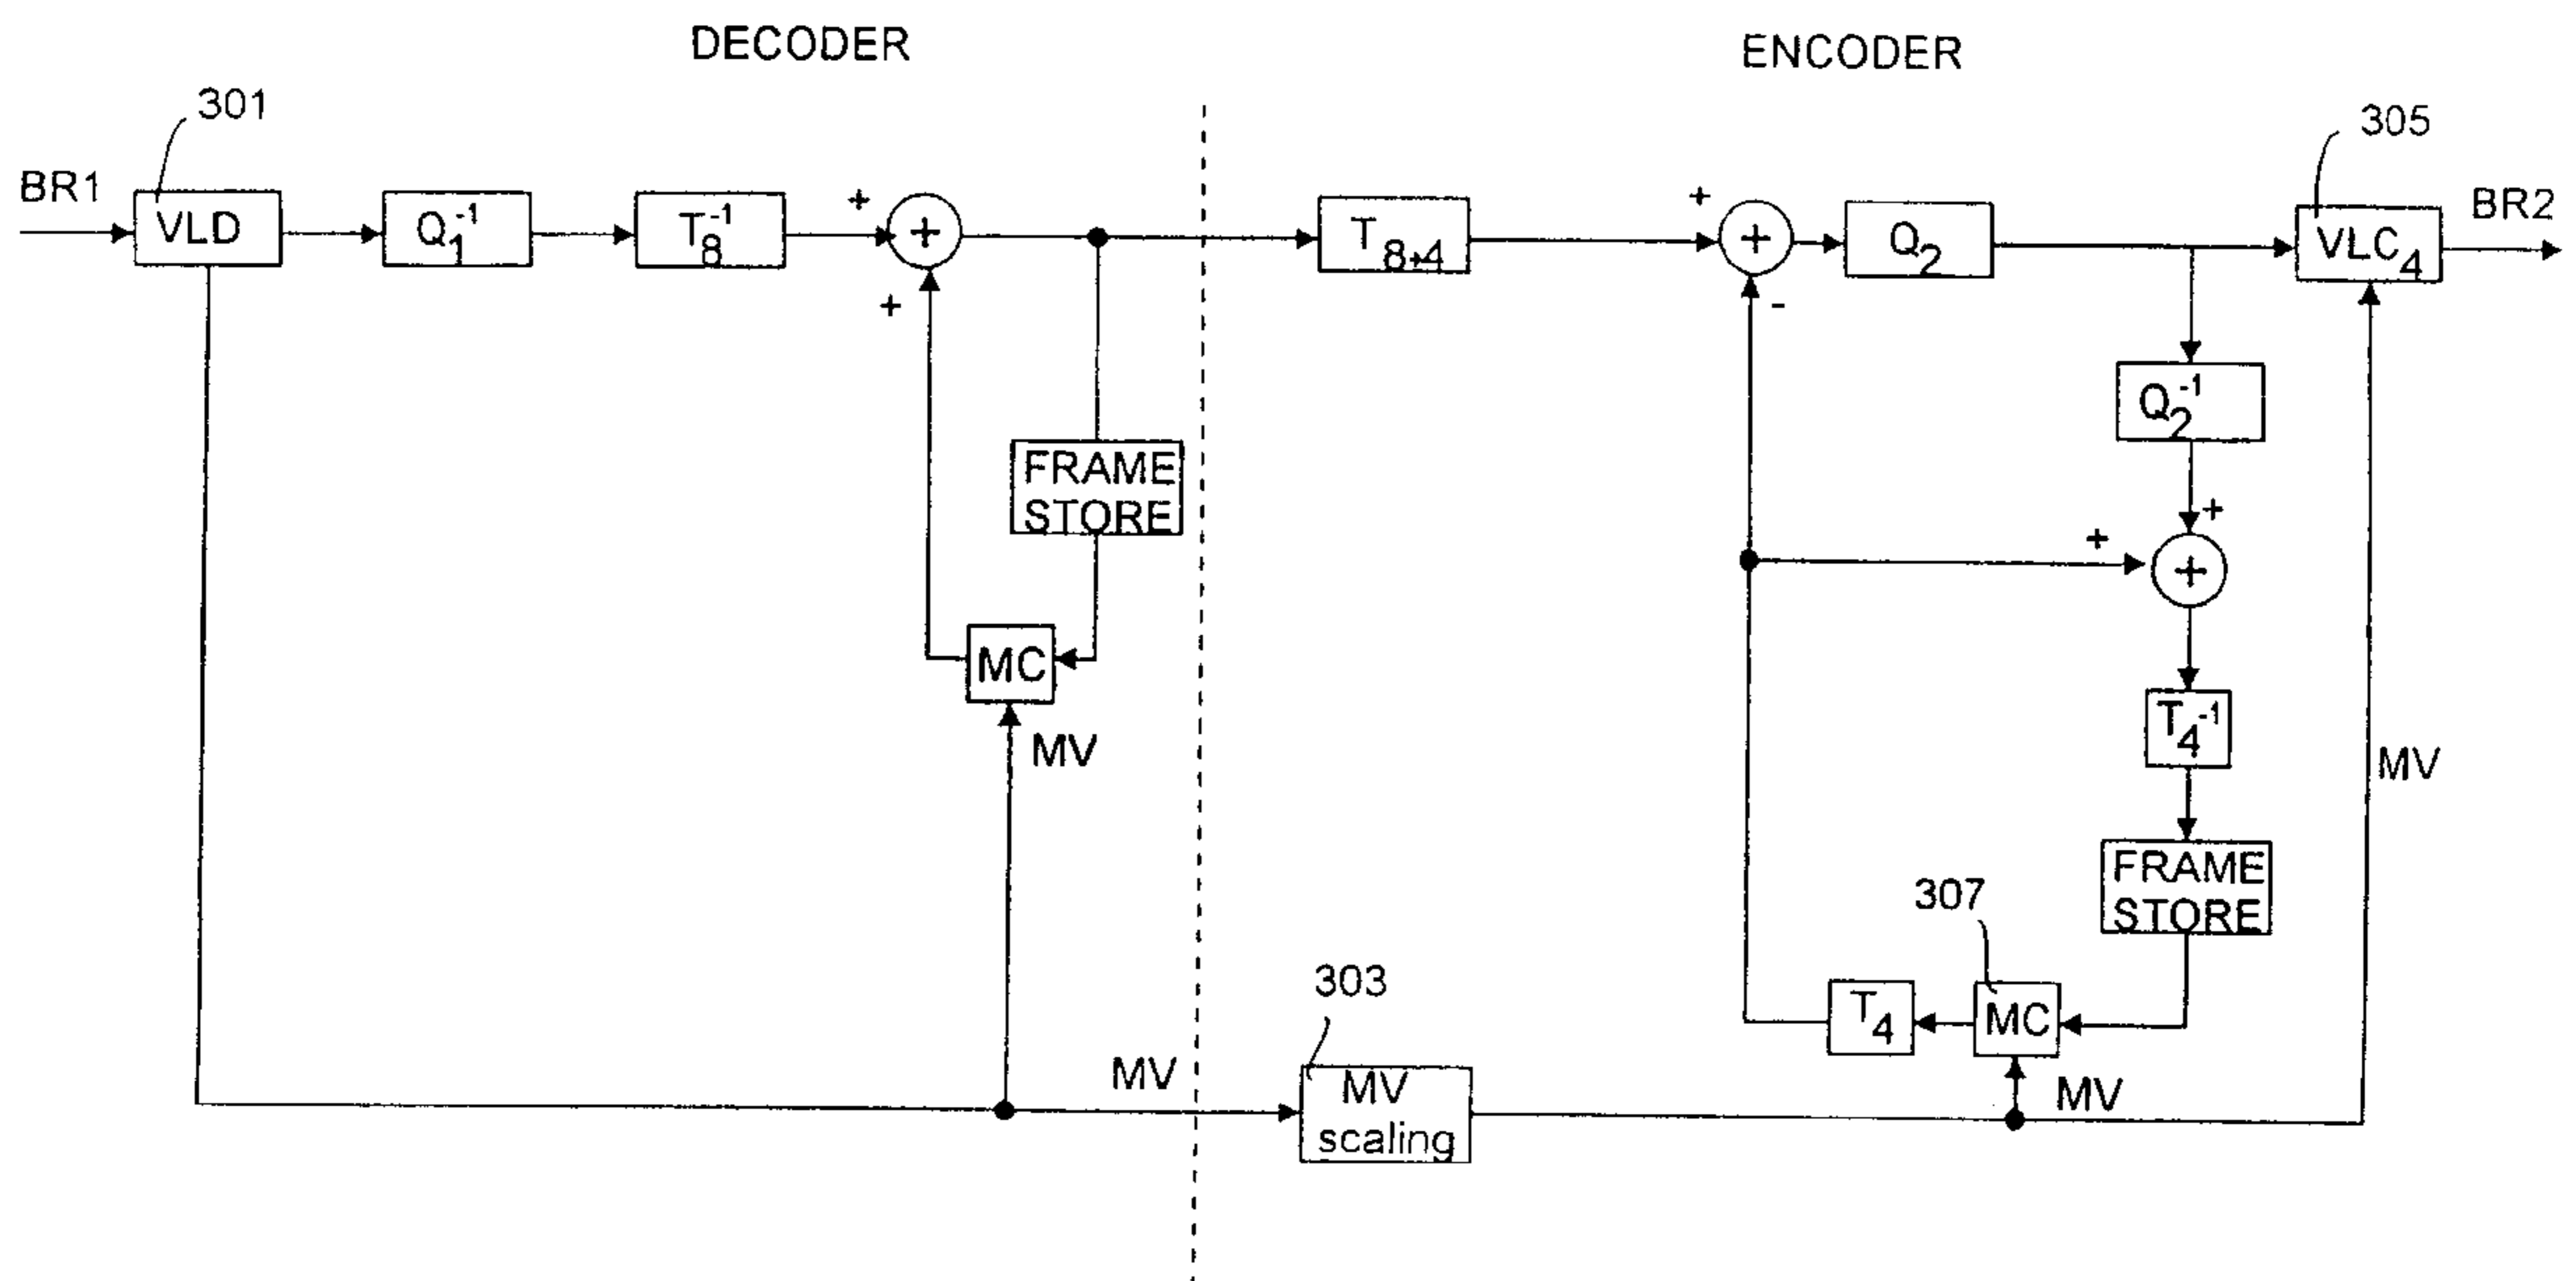 DECODER
ENCODER
301
305
BR1
VLD
Q₁⁻¹
T₈⁻¹
+
+
+
T₈₊₄
+
+
-
Q₂
VLC₄
BR2
Q₂⁻¹
FRAME
STORE
+
+
+
MC
MV
T₄⁻¹
MV
FRAME
STORE
307
303
T₄
MC
MV
MV
scaling
MV